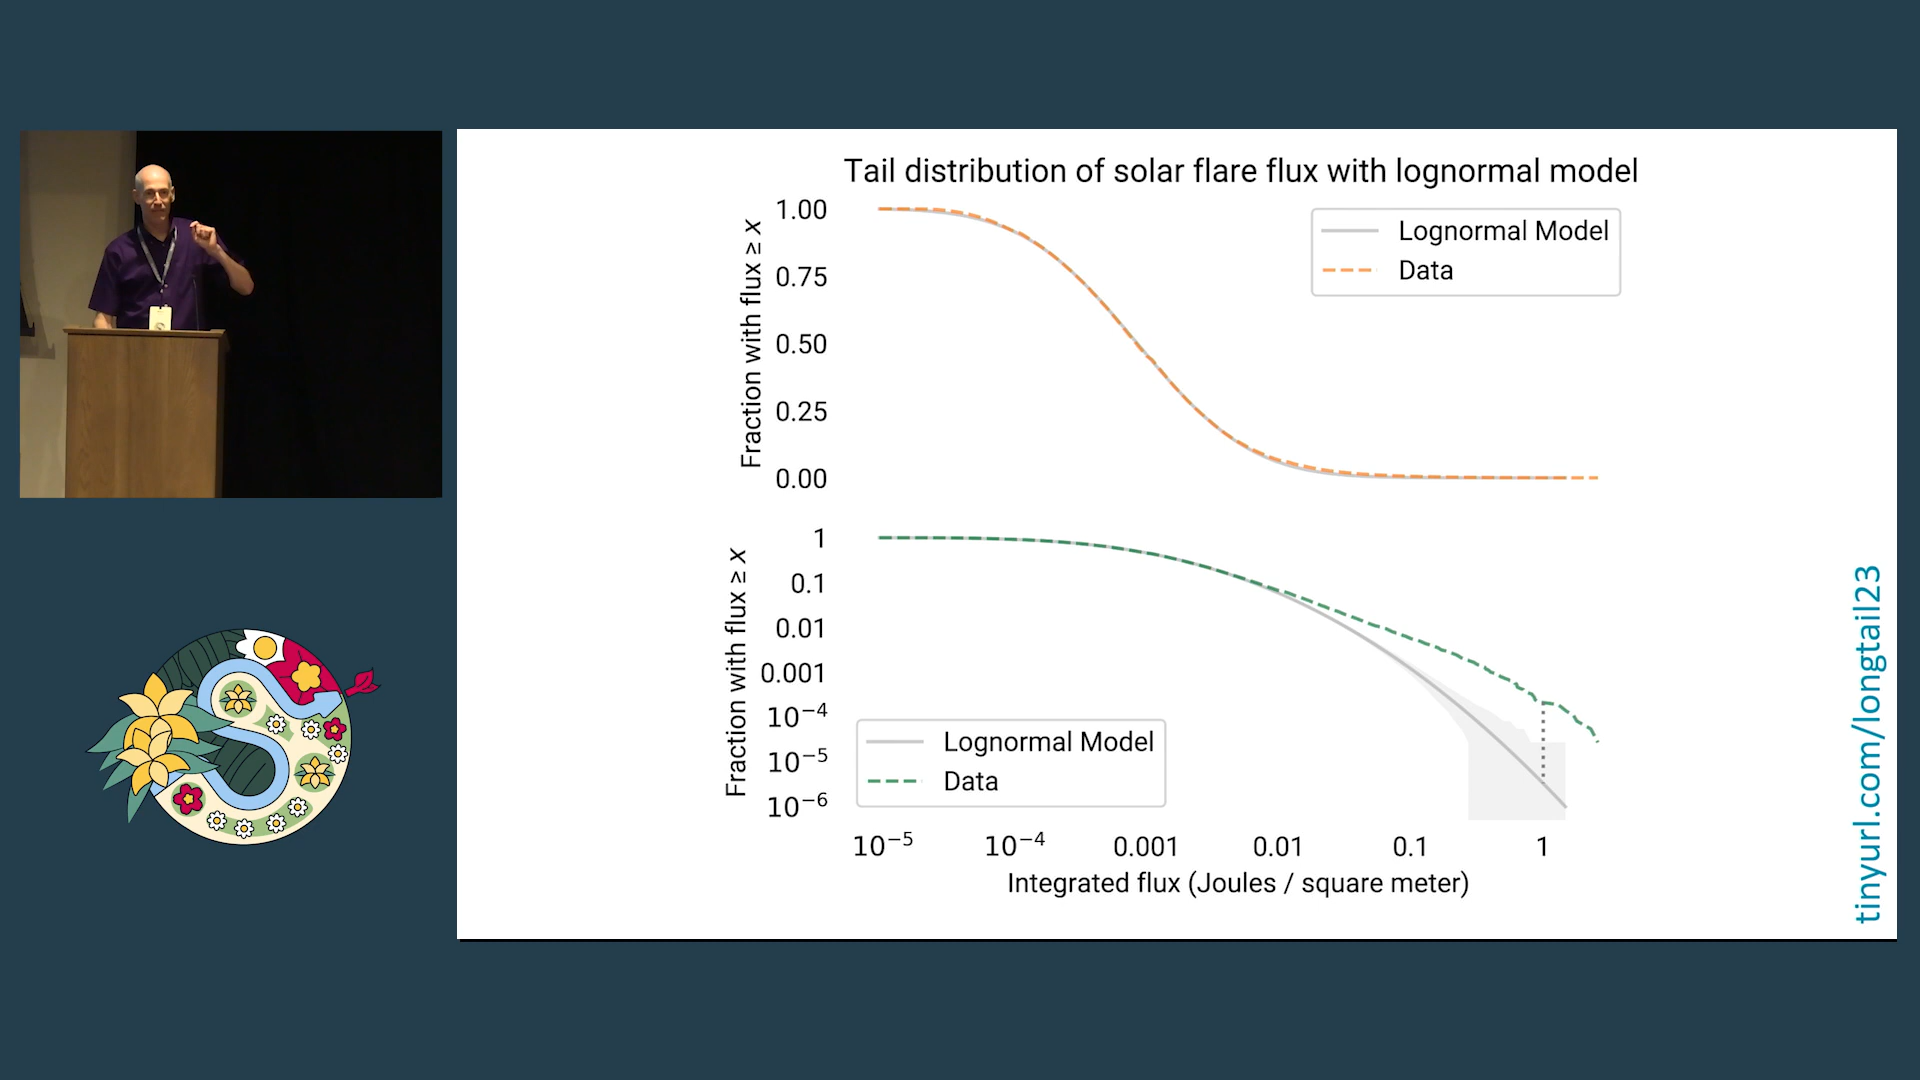 Tail distribution of solar flare flux with lognormal model
Fraction with flux ≥ x
1.00
0.75
0.50
0.25
0.00
Lognormal Model
Data
Fraction with flux ≥ x
1
0.1
0.01
0.001
10⁻⁴
10⁻⁵
10⁻⁶
Lognormal Model
Data
10⁻⁵ 10⁻⁴ 0.001 0.01 0.1 1
Integrated flux (Joules / square meter)
tinyurl.com/longtail23